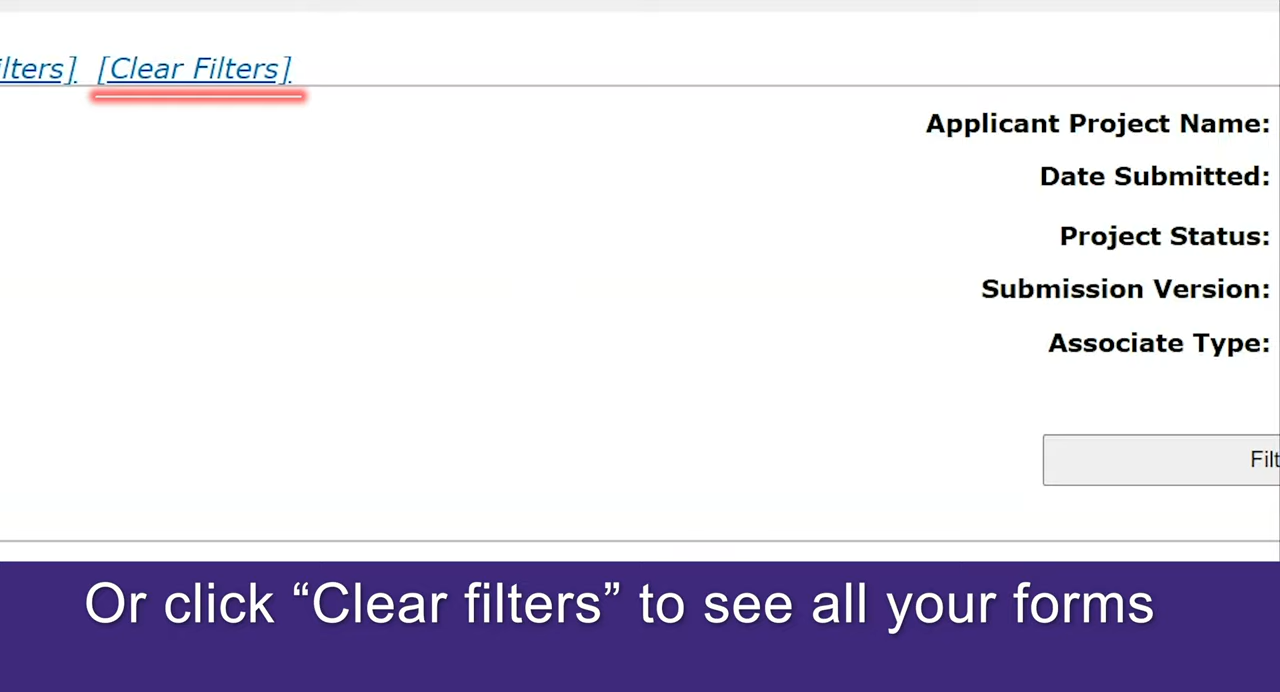 [Clear Filters]
Applicant Project Name:
Date Submitted:
Project Status:
Submission Version:
Associate Type:
Or click “Clear filters” to see all your forms